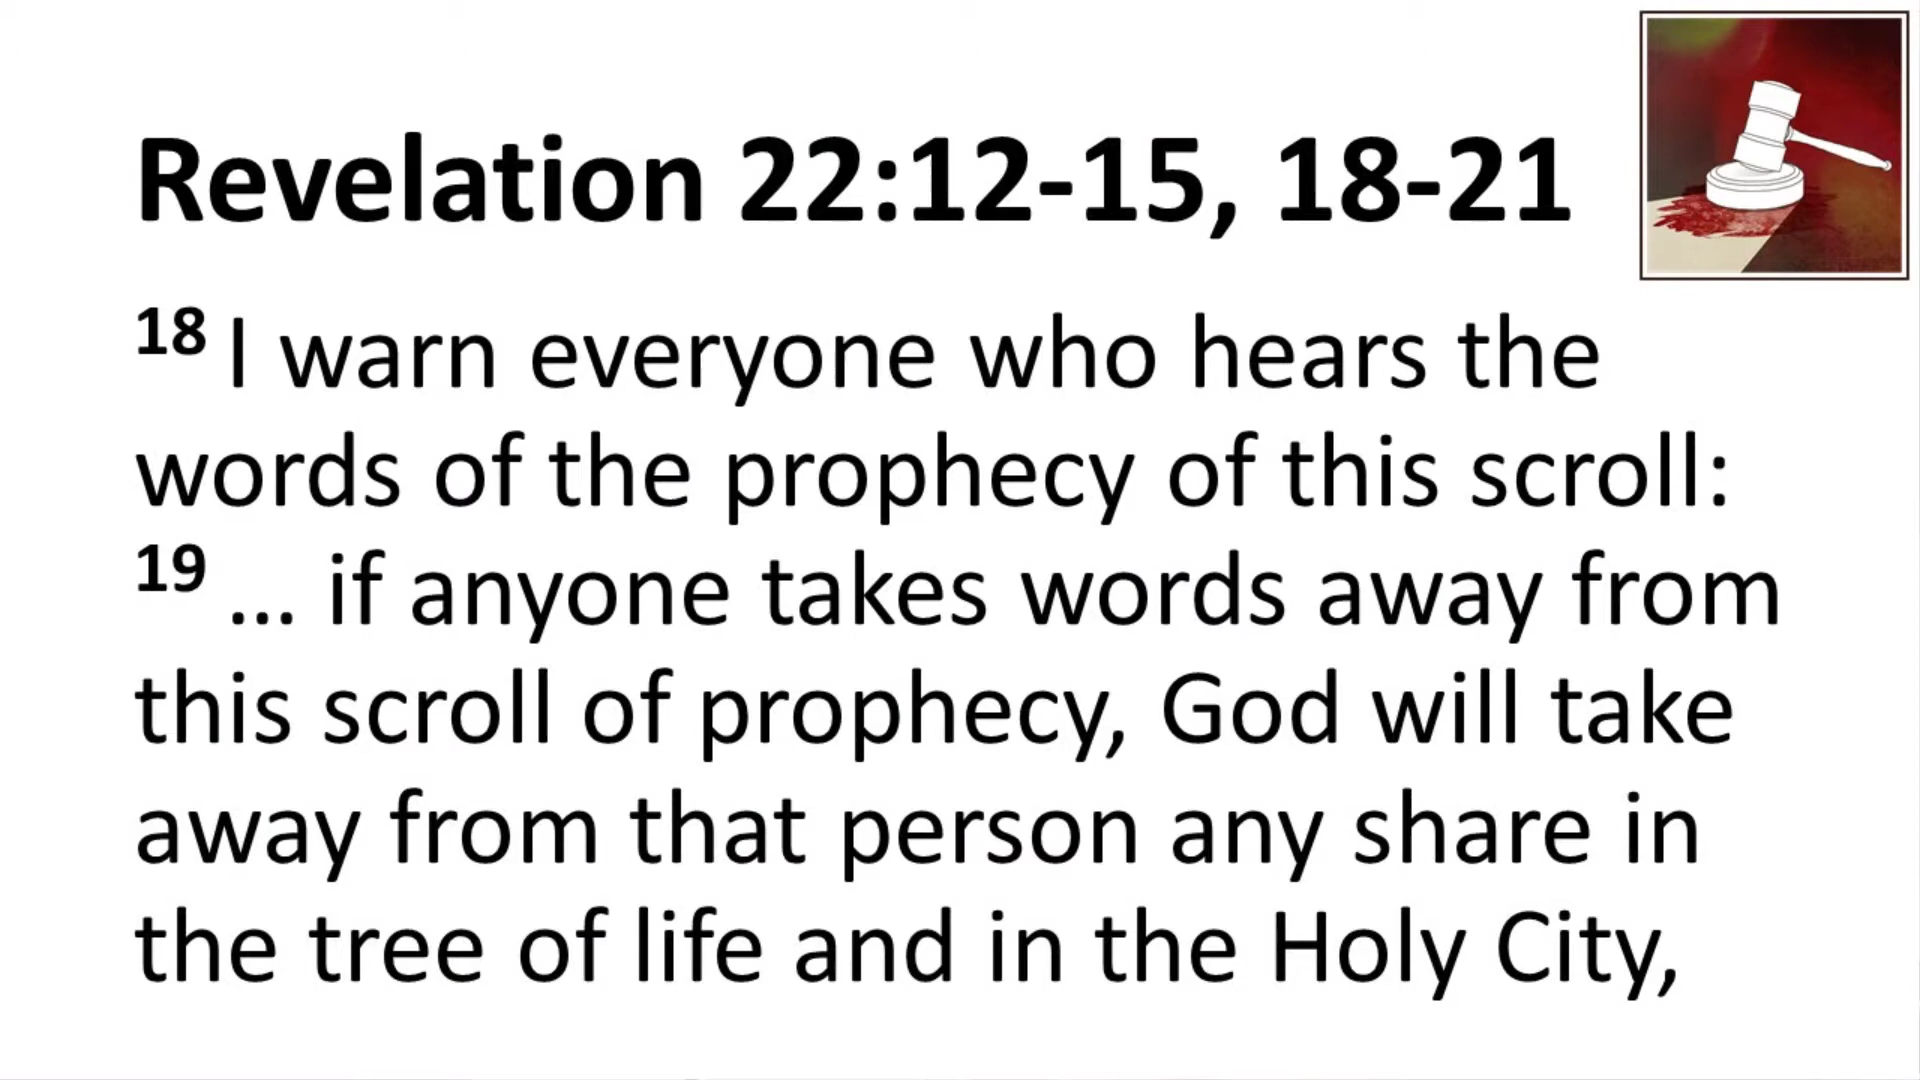 Revelation 22:12-15, 18-21
18 I warn everyone who hears the
words of the prophecy of this scroll:
19 ... if anyone takes words away from
this scroll of prophecy, God will take
away from that person any share in
the tree of life and in the Holy City,